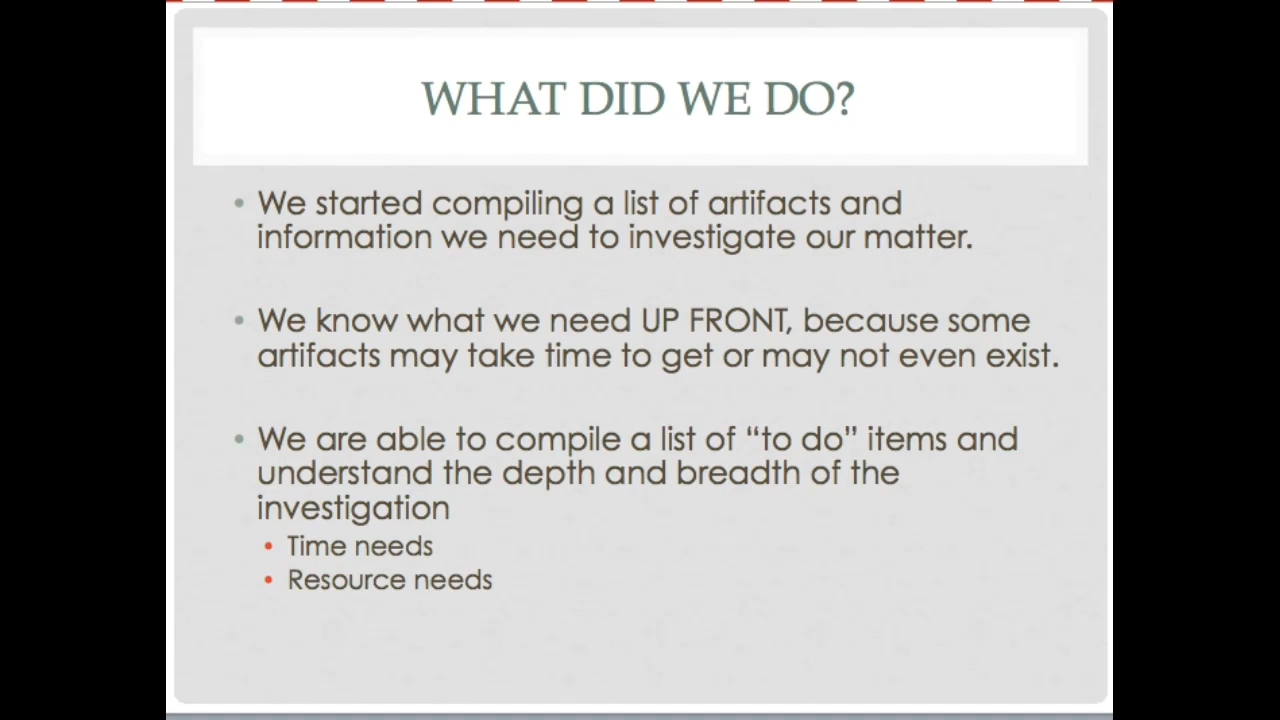 WHAT DID WE DO?
• We started compiling a list of artifacts and
information we need to investigate our matter.
• We know what we need UP FRONT, because some
artifacts may take time to get or may not even exist.
• We are able to compile a list of “to do” items and
understand the depth and breadth of the
investigation
• Time needs
• Resource needs